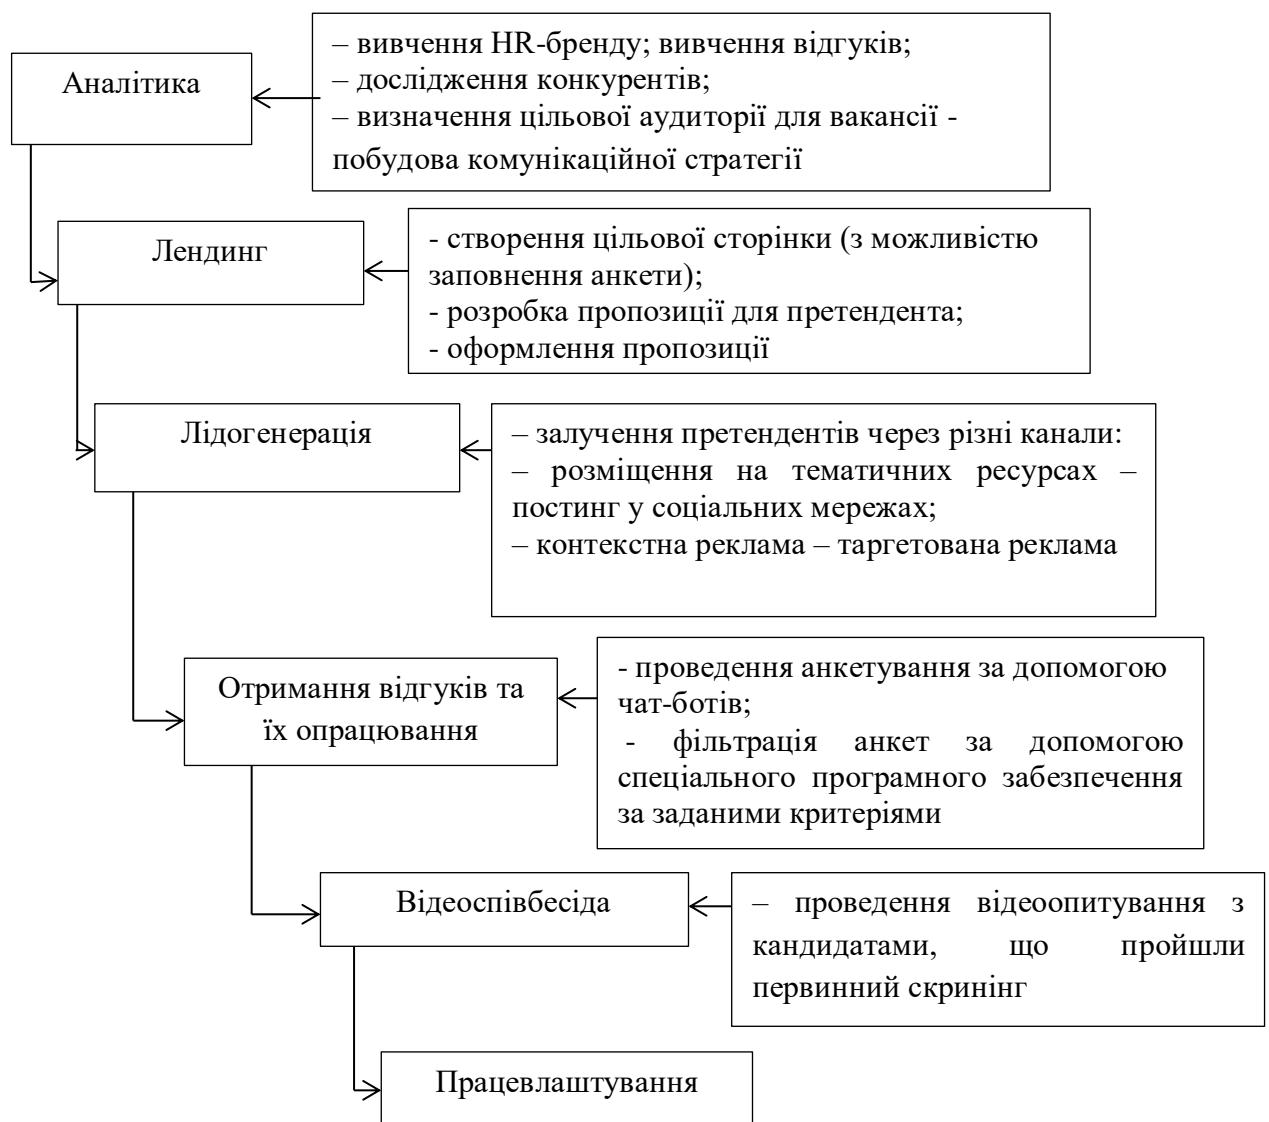 Аналітика
– вивчення HR-бренду; вивчення відгуків;
– дослідження конкурентів;
– визначення цільової аудиторії для вакансії -
побудова комунікаційної стратегії
Лендинг
- створення цільової сторінки (з можливістю
заповнення анкети);
- розробка пропозиції для претендента;
- оформлення пропозиції
Лідогенерація
– залучення претендентів через різні канали:
– розміщення на тематичних ресурсах –
постинг у соціальних мережах;
– контекстна реклама – таргетована реклама
Отримання відгуків та
їх опрацювання
- проведення анкетування за допомогою
чат-ботів;
- фільтрація анкет за допомогою
спеціального програмного забезпечення
за заданими критеріями
Відеоспівбесіда
– проведення відеоопитування з
кандидатами, що пройшли
первинний скринінг
Працевлаштування